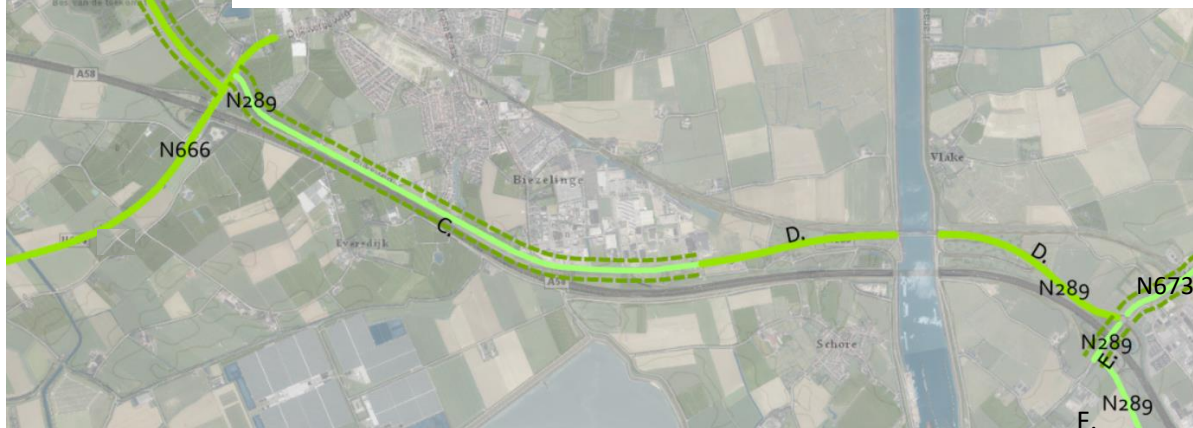 A58
N289
N666
Vlake
Biezelinge
C.
Eversdijk
D.
D.
A58
N289
N673
Schore
N289
E.
N289
E.